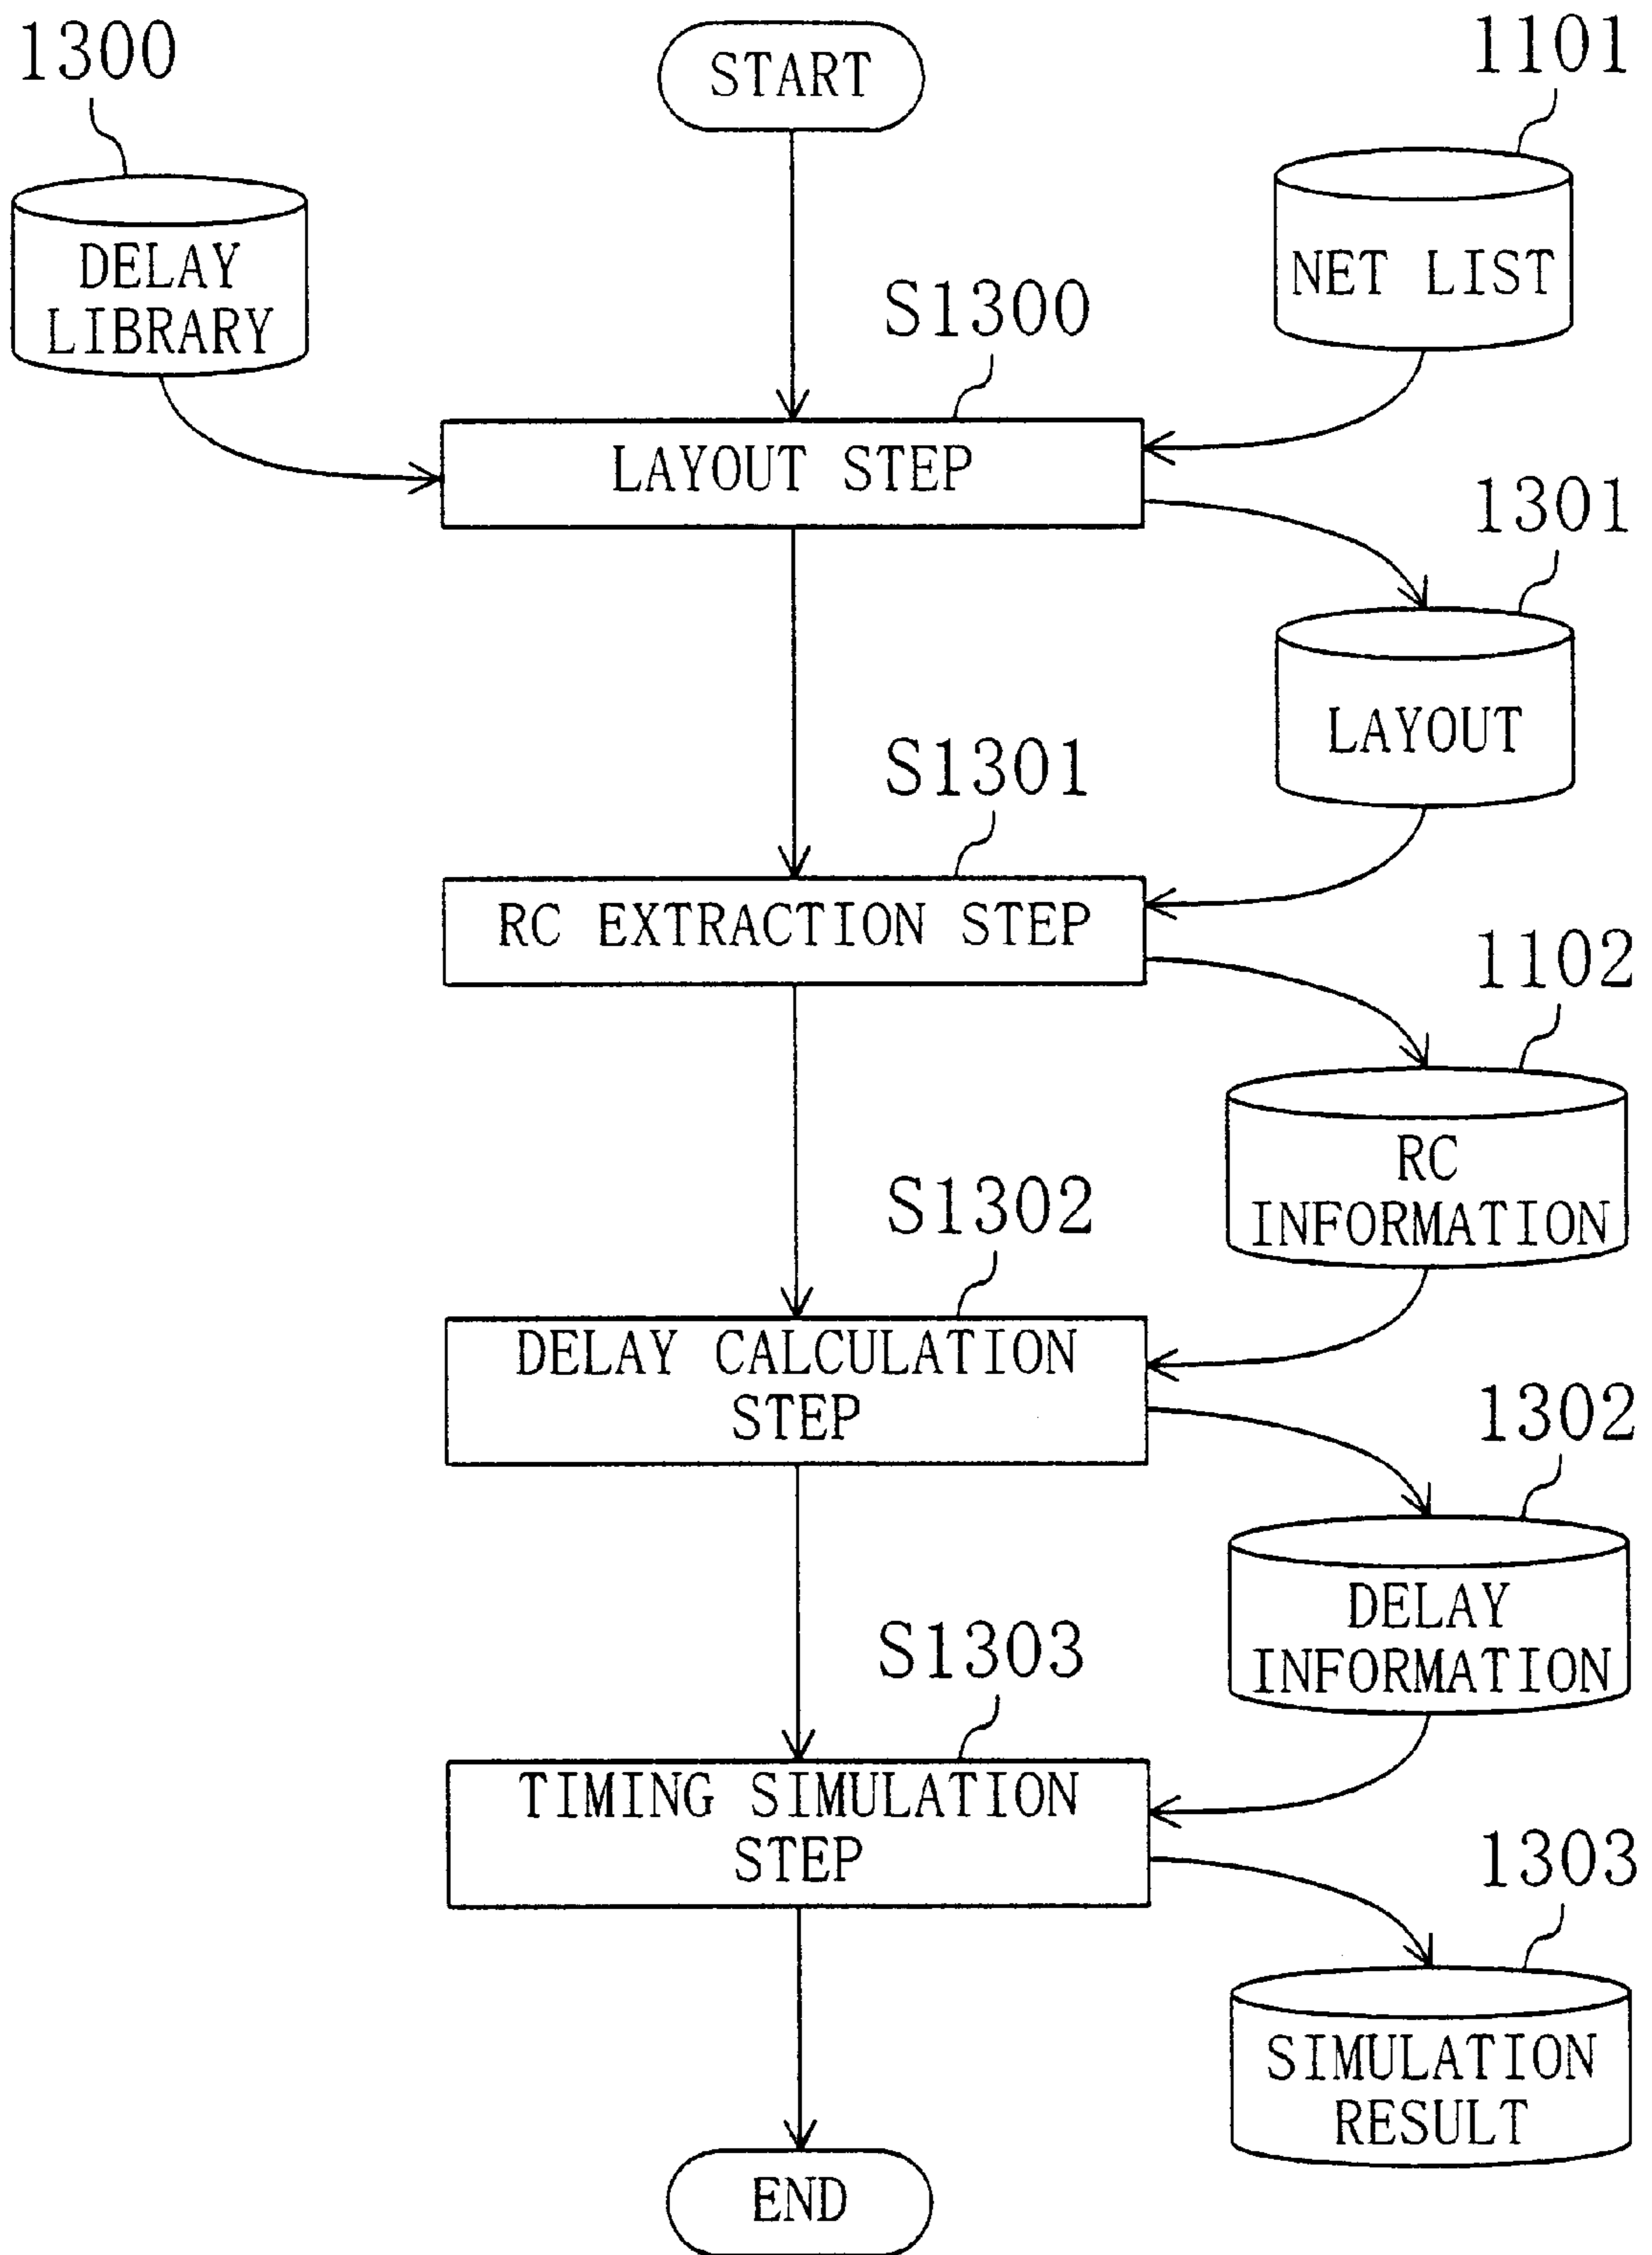 1300
START
1101
DELAY
LIBRARY
NET LIST
S1300
LAYOUT STEP
1301
LAYOUT
S1301
RC EXTRACTION STEP
1102
RC
INFORMATION
S1302
DELAY CALCULATION
STEP
1302
DELAY
INFORMATION
S1303
TIMING SIMULATION
STEP
1303
SIMULATION
RESULT
END